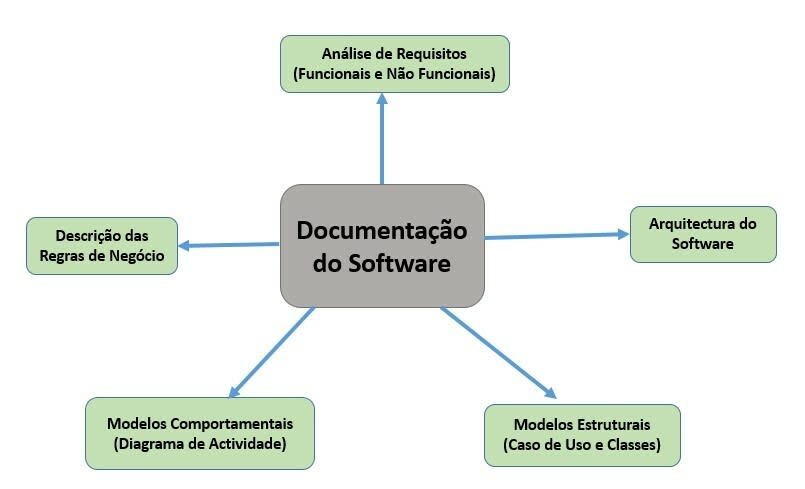 Análise de Requisitos
(Funcionais e Não Funcionais)
Documentação
do Software
Descrição das
Regras de Negócio
Arquitectura do
Software
Modelos Comportamentais
(Diagrama de Actividade)
Modelos Estruturais
(Caso de Uso e Classes)